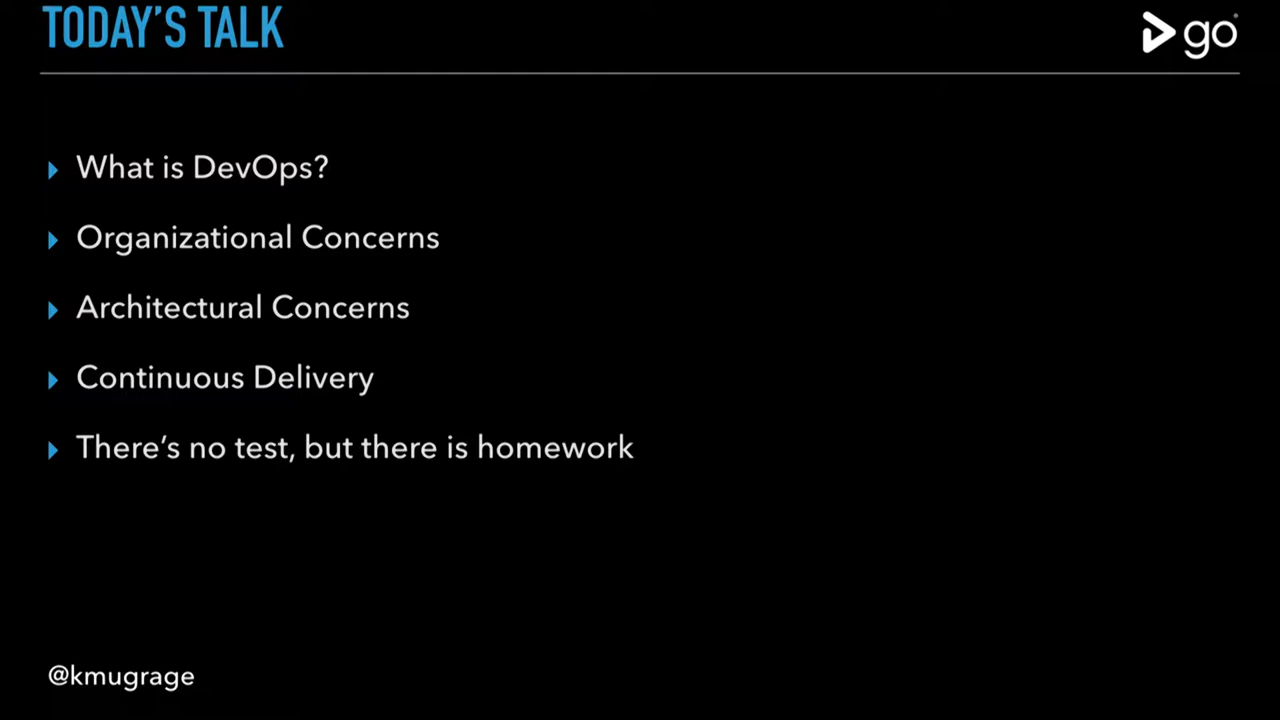 TODAY'S TALK
go
What is DevOps?
Organizational Concerns
Architectural Concerns
Continuous Delivery
There's no test, but there is homework
@kmugrage